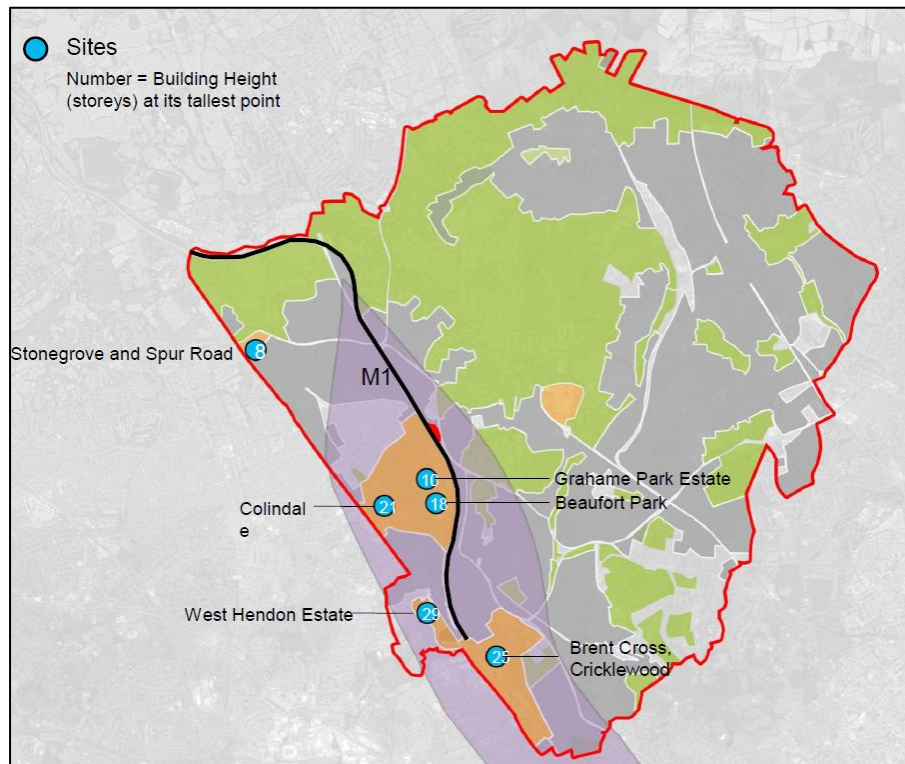 Sites
Number = Building Height
(storeys) at its tallest point
Stonegrove and Spur Road
8
M1
10
Grahame Park Estate
21
18
Beaufort Park
Colindal
e
West Hendon Estate
29
25
Brent Cross,
Cricklewood